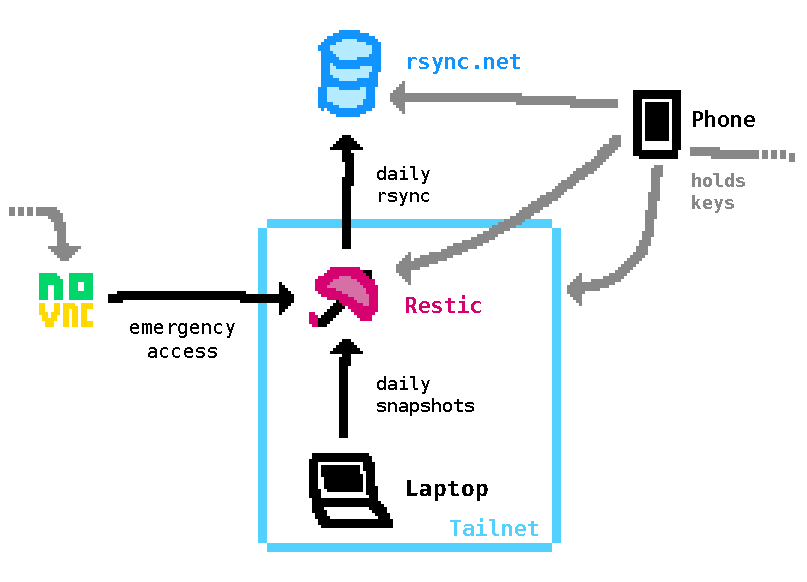 rsync.net
Phone
daily
rsync
holds
keys
no
VNC
emergency
access
Restic
daily
snapshots
Laptop
Tailnet